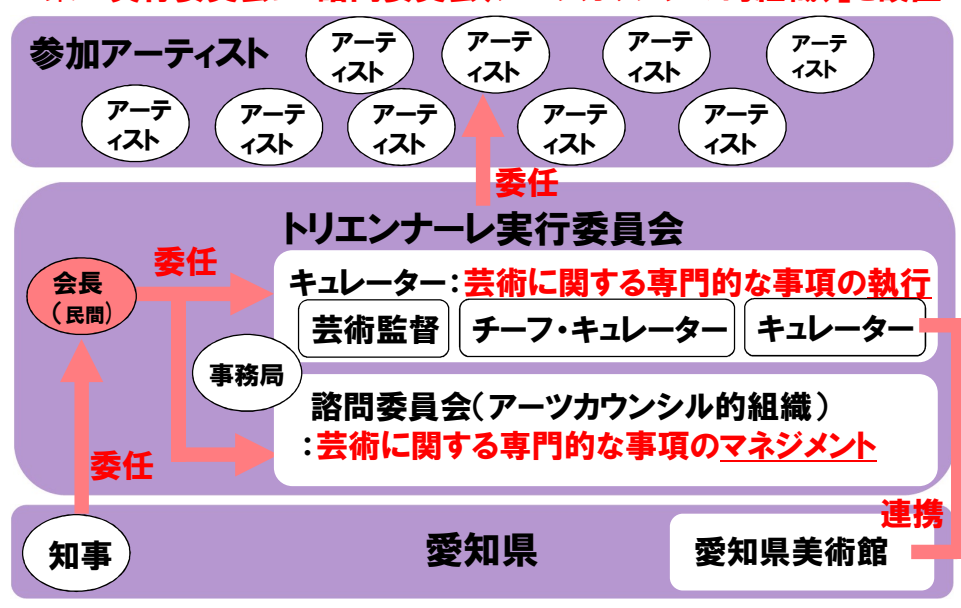 参加アーティスト
アーテ
ィスト
アーテ
ィスト
アーテ
ィスト
アーテ
ィスト
アーテ
ィスト
アーテ
ィスト
アーテ
ィスト
アーテ
ィスト
アーテ
ィスト
委任
トリエンナーレ実行委員会
会長
（民間）
委任
キュレーター：芸術に関する専門的な事項の執行
芸術監督
チーフ・キュレーター
キュレーター
事務局
諮問委員会（アーツカウンシル的組織）
：芸術に関する専門的な事項のマネジメント
委任
連携
知事
愛知県
愛知県美術館